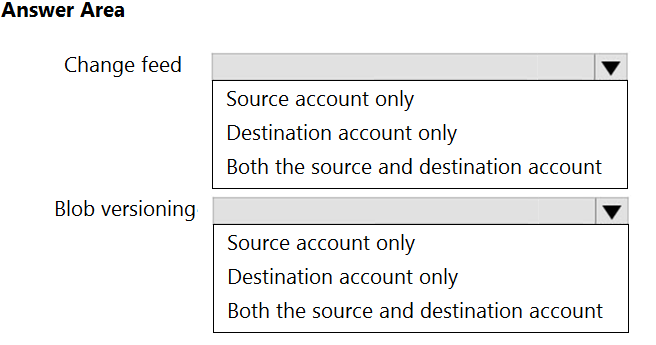 Answer Area
Change feed
Source account only
Destination account only
Both the source and destination account
Blob versioning
Source account only
Destination account only
Both the source and destination account